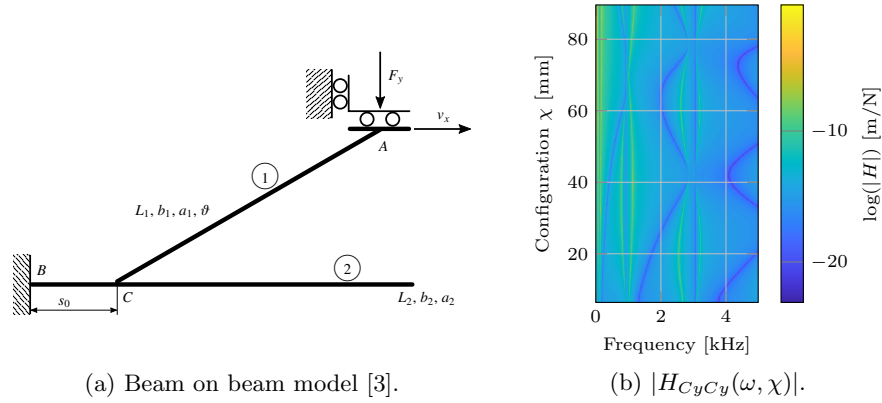 F_y
v_x
A
1
L_1, b_1, a_1, ϑ
B
2
s_0
C
L_2, b_2, a_2
(a) Beam on beam model [3].
80
60
40
20
Configuration χ [mm]
0 2 4
Frequency [kHz]
−10
−20
log(|H|) [m/N]
(b) |H_{CyCy}(ω, χ)|.